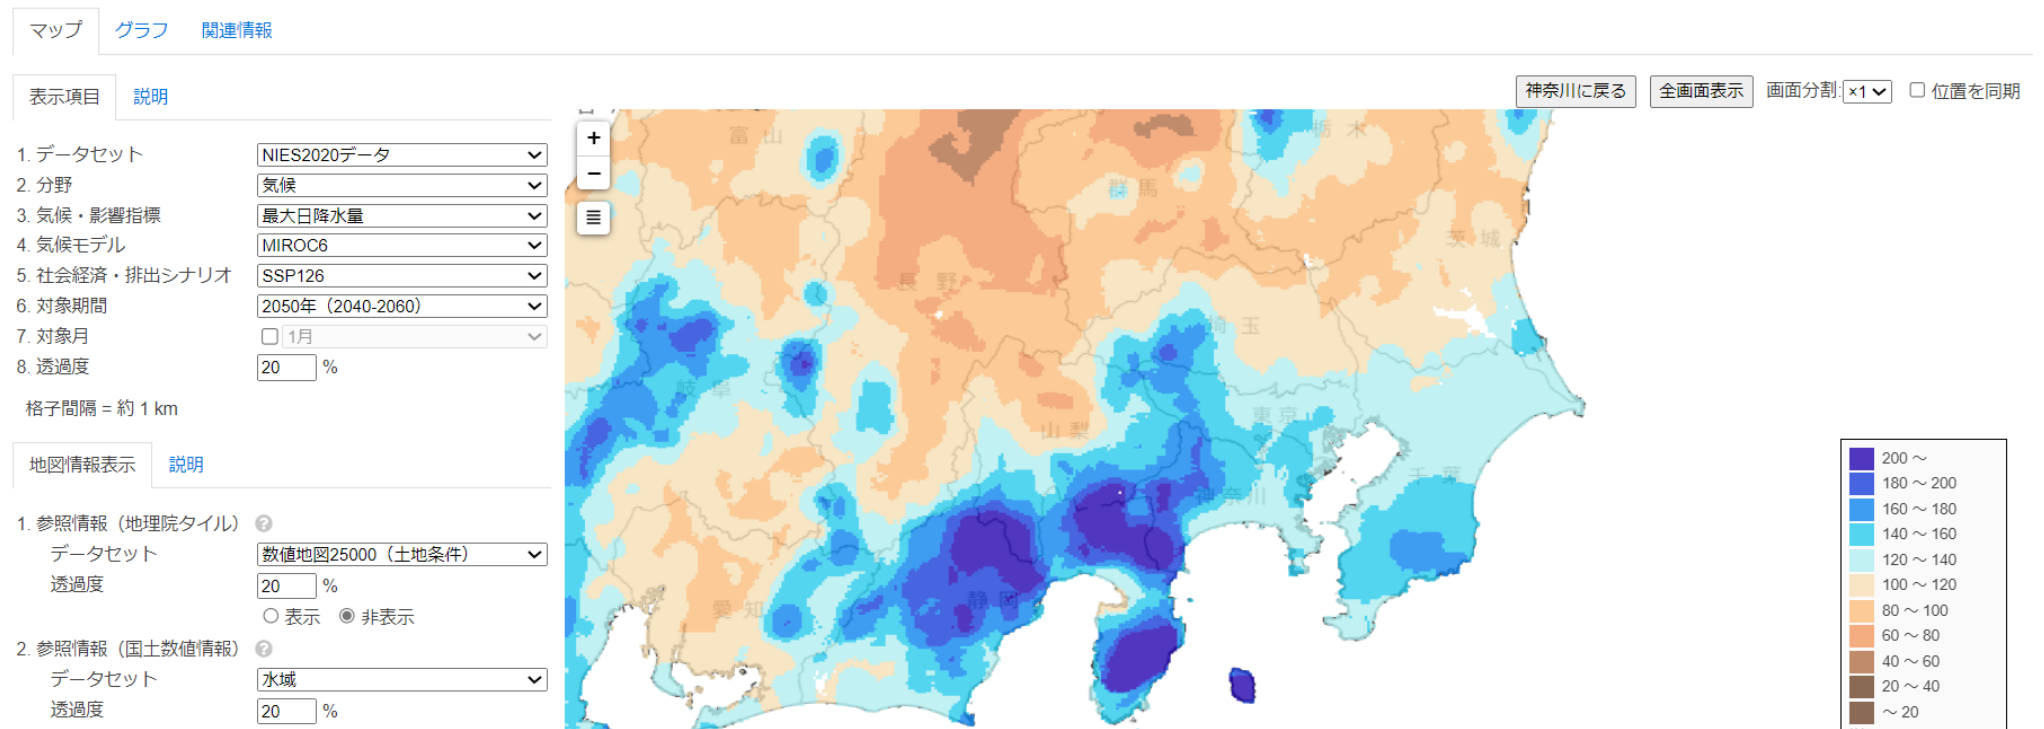 マップ グラフ 関連情報
表示項目 説明
神奈川に戻る 全画面表示 画面分割: ×1 位置を同期
1. データセット NIES2020データ
2. 分野 気候
3. 気候・影響指標 最大日降水量
4. 気候モデル MIROC6
5. 社会経済・排出シナリオ SSP126
6. 対象期間 2050年（2040-2060）
7. 対象月 1月
8. 透過度 20 %
格子間隔 = 約 1 km
地図情報表示 説明
1. 参照情報（地理院タイル） ?
データセット 数値地図25000（土地条件）
透過度 20 %
表示 非表示
2. 参照情報（国土数値情報） ?
データセット 水域
透過度 20 %
+
−
富山
栃木
群馬
茨城
長野
埼玉
岐阜
東京
山梨
千葉
神奈川
静岡
愛知
200 ～
180 ～ 200
160 ～ 180
140 ～ 160
120 ～ 140
100 ～ 120
80 ～ 100
60 ～ 80
40 ～ 60
20 ～ 40
～ 20